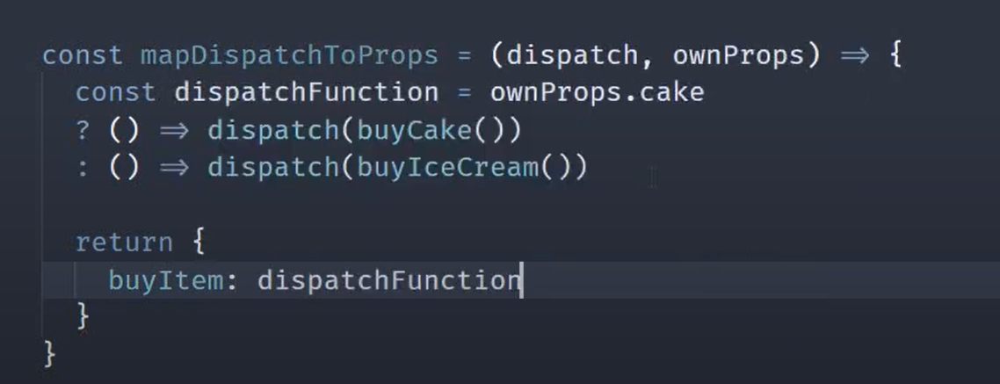 const mapDispatchToProps = (dispatch, ownProps) => {
const dispatchFunction = ownProps.cake
? () => dispatch(buyCake())
: () => dispatch(buyIceCream())
return {
buyItem: dispatchFunction
}
}